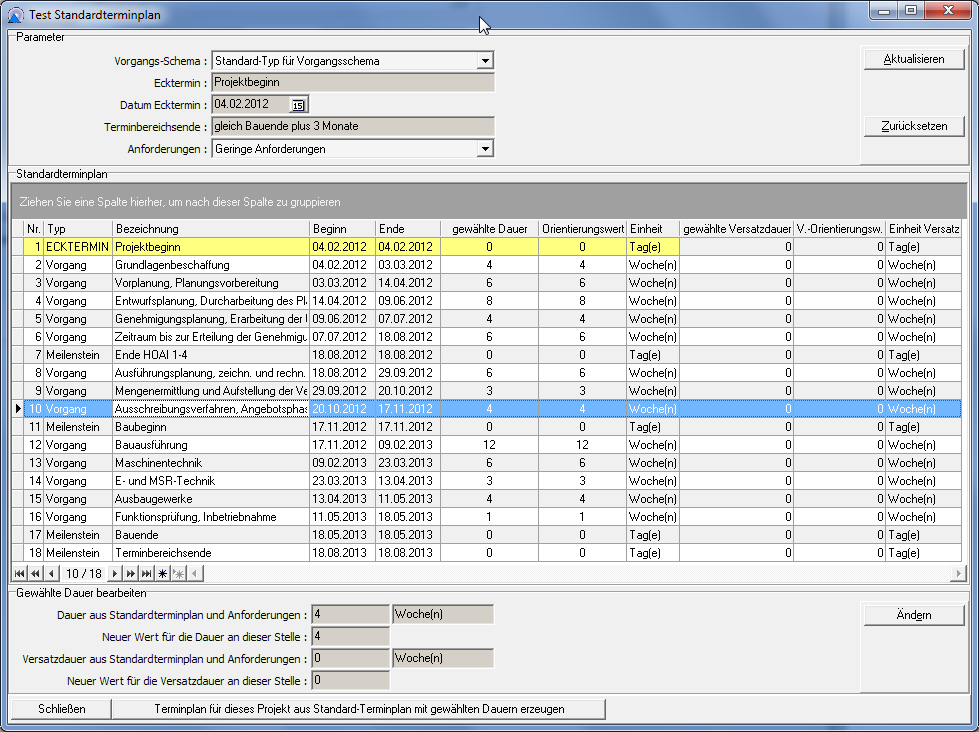 Test Standardterminplan
Parameter
Vorgangs-Schema : Standard-Typ für Vorgangsschema
Aktualisieren
Ecktermin : Projektbeginn
Datum Ecktermin : 04.02.2012 15
Terminbereichsende : gleich Bauende plus 3 Monate
Zurücksetzen
Anforderungen : Geringe Anforderungen
Standardterminplan
Ziehen Sie eine Spalte hierher, um nach dieser Spalte zu gruppieren
Nr. Typ Bezeichnung Beginn Ende gewählte Dauer Orientierungswert Einheit gewählte Versatzdauer V.-Orientierungsw. Einheit Versatz
1 ECKTERMIN Projektbeginn 04.02.2012 04.02.2012 0 0 Tag(e) 0 0 Tag(e)
2 Vorgang Grundlagenbeschaffung 04.02.2012 03.03.2012 4 4 Woche(n) 0 0 Woche(n)
3 Vorgang Vorplanung, Planungsvorbereitung 03.03.2012 14.04.2012 6 6 Woche(n) 0 0 Woche(n)
4 Vorgang Entwurfsplanung, Durcharbeitung des Pl 14.04.2012 09.06.2012 8 8 Woche(n) 0 0 Woche(n)
5 Vorgang Genehmigungsplanung, Erarbeitung der 09.06.2012 07.07.2012 4 4 Woche(n) 0 0 Woche(n)
6 Vorgang Zeitraum bis zur Erteilung der Genehmigu 07.07.2012 18.08.2012 6 6 Woche(n) 0 0 Woche(n)
7 Meilenstein Ende HOAI 1-4 18.08.2012 18.08.2012 0 0 Tag(e) 0 0 Tag(e)
8 Vorgang Ausführungsplanung, zeichn. und rechn. 18.08.2012 29.09.2012 6 6 Woche(n) 0 0 Woche(n)
9 Vorgang Mengenermittlung und Aufstellung der Ve 29.09.2012 20.10.2012 3 3 Woche(n) 0 0 Woche(n)
10 Vorgang Ausschreibungsverfahren, Angebotsphas 20.10.2012 17.11.2012 4 4 Woche(n) 0 0 Woche(n)
11 Meilenstein Baubeginn 17.11.2012 17.11.2012 0 0 Tag(e) 0 0 Tag(e)
12 Vorgang Bauausführung 17.11.2012 09.02.2013 12 12 Woche(n) 0 0 Woche(n)
13 Vorgang Maschinentechnik 09.02.2013 23.03.2013 6 6 Woche(n) 0 0 Woche(n)
14 Vorgang E- und MSR-Technik 23.03.2013 13.04.2013 3 3 Woche(n) 0 0 Woche(n)
15 Vorgang Ausbaugewerke 13.04.2013 11.05.2013 4 4 Woche(n) 0 0 Woche(n)
16 Vorgang Funktionsprüfung, Inbetriebnahme 11.05.2013 18.05.2013 1 1 Woche(n) 0 0 Woche(n)
17 Meilenstein Bauende 18.05.2013 18.05.2013 0 0 Tag(e) 0 0 Tag(e)
18 Meilenstein Terminbereichsende 18.08.2013 18.08.2013 0 0 Tag(e) 0 0 Tag(e)
10 / 18
Gewählte Dauer bearbeiten
Dauer aus Standardterminplan und Anforderungen : 4 Woche(n)
Ändern
Neuer Wert für die Dauer an dieser Stelle : 4
Versatzdauer aus Standardterminplan und Anforderungen : 0 Woche(n)
Neuer Wert für die Versatzdauer an dieser Stelle : 0
Schließen
Terminplan für dieses Projekt aus Standard-Terminplan mit gewählten Dauern erzeugen